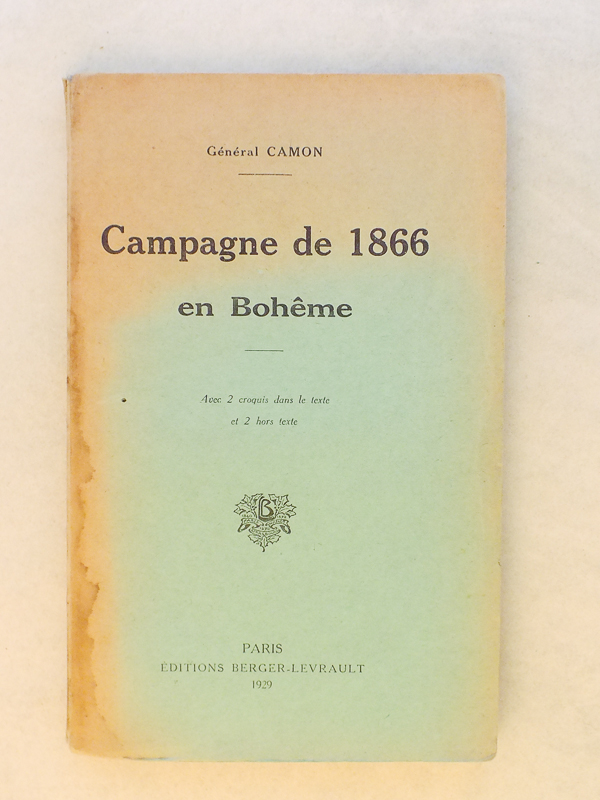 Général CAMON
Campagne de 1866
en Bohême
Avec 2 croquis dans le texte
et 2 hors texte
B
PARIS
ÉDITIONS BERGER-LEVRAULT
1929